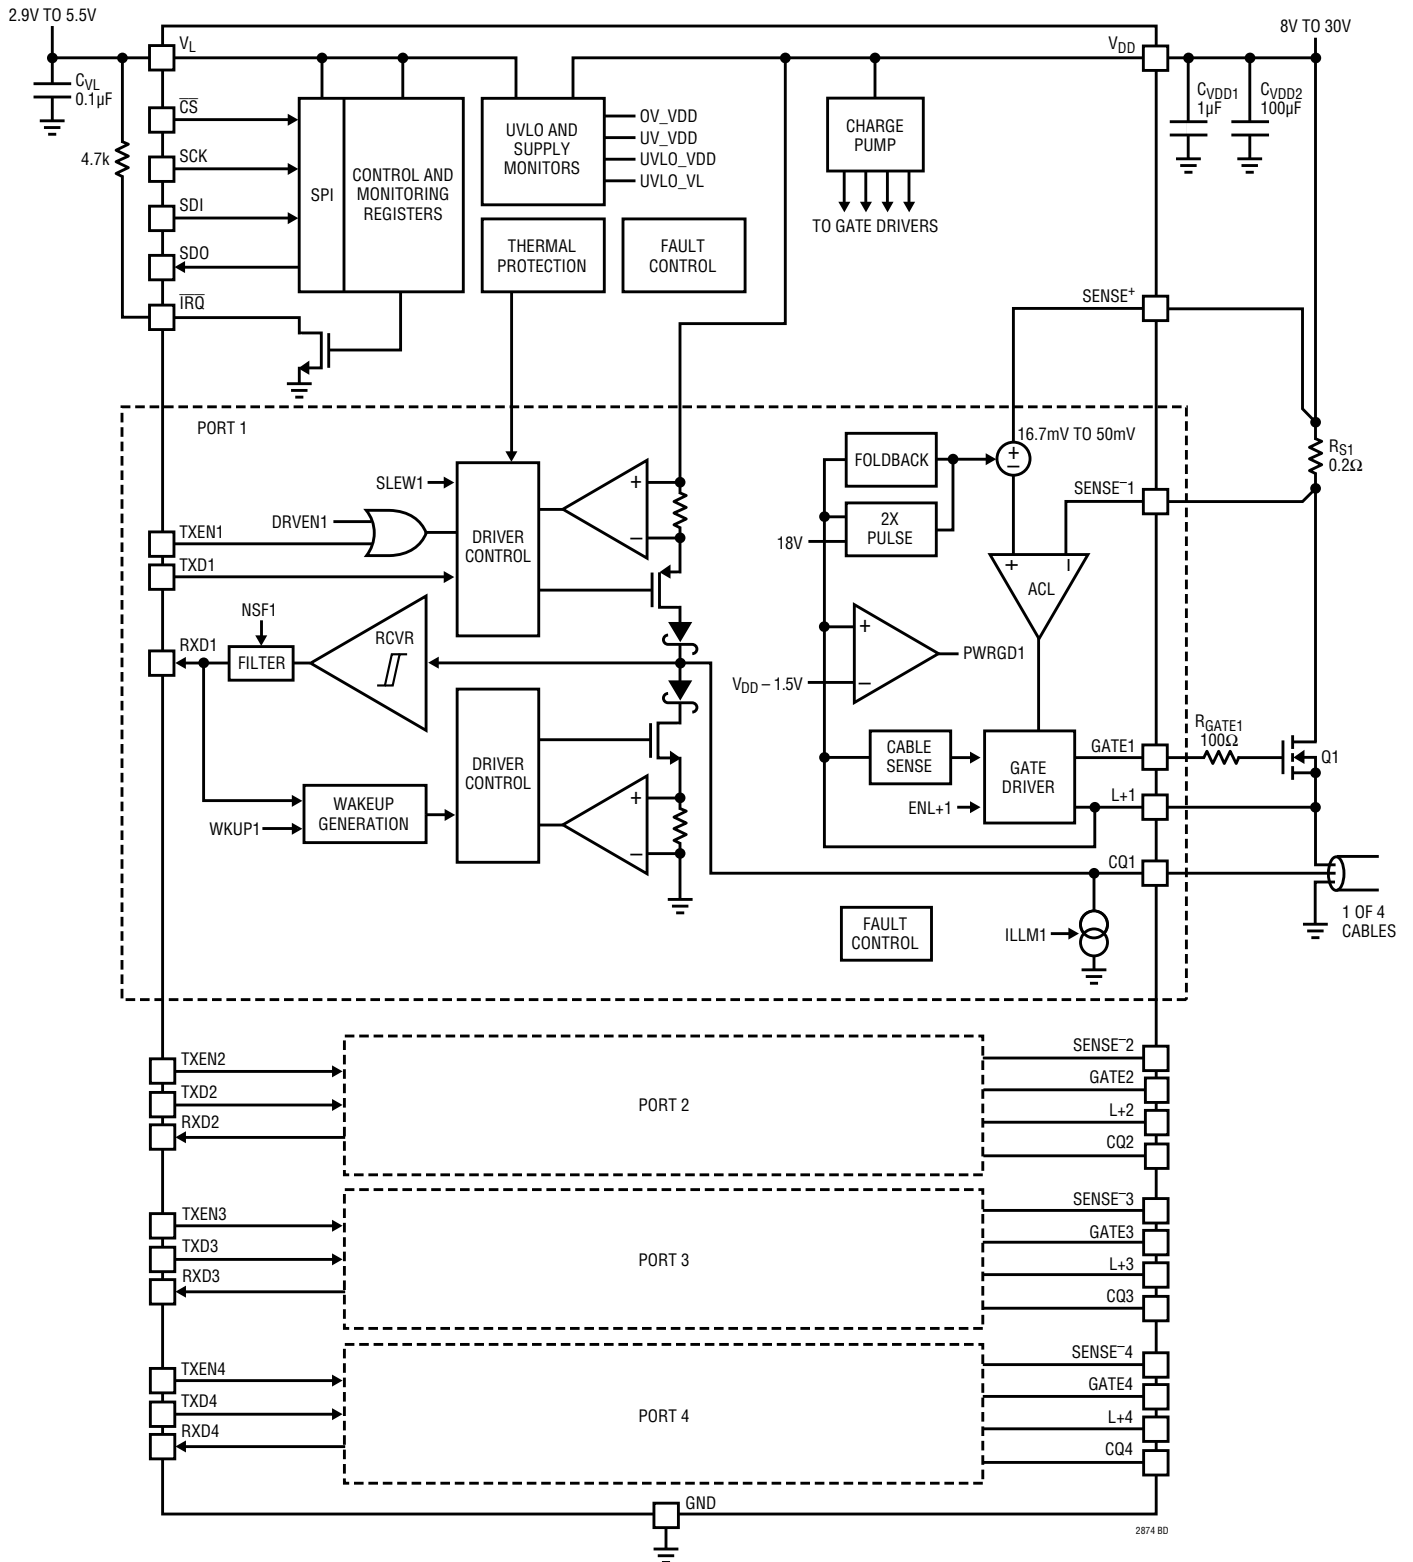 2.9V TO 5.5V
8V TO 30V
VL
VDD
CVL
0.1µF
CVDD1
1µF
CVDD2
100µF
CS
SCK
SDI
SDO
IRQ
4.7k
SPI
CONTROL AND
MONITORING
REGISTERS
UVLO AND
SUPPLY
MONITORS
OV_VDD
UV_VDD
UVLO_VDD
UVLO_VL
CHARGE
PUMP
TO GATE DRIVERS
THERMAL
PROTECTION
FAULT
CONTROL
SENSE+
PORT 1
16.7mV TO 50mV
+
–
RS1
0.2Ω
FOLDBACK
SENSE–1
2X
PULSE
18V
SLEW1
DRVEN1
TXEN1
TXD1
DRIVER
CONTROL
+
–
+
–
ACL
NSF1
RXD1
FILTER
RCVR
+
–
PWRGD1
VDD – 1.5V
RGATE1
100Ω
GATE1
Q1
CABLE
SENSE
GATE
DRIVER
ENL+1
L+1
DRIVER
CONTROL
+
–
WAKEUP
GENERATION
WKUP1
CQ1
1 OF 4
CABLES
FAULT
CONTROL
ILLM1
TXEN2
TXD2
RXD2
PORT 2
SENSE–2
GATE2
L+2
CQ2
TXEN3
TXD3
RXD3
PORT 3
SENSE–3
GATE3
L+3
CQ3
TXEN4
TXD4
RXD4
PORT 4
SENSE–4
GATE4
L+4
CQ4
GND
2874 BD